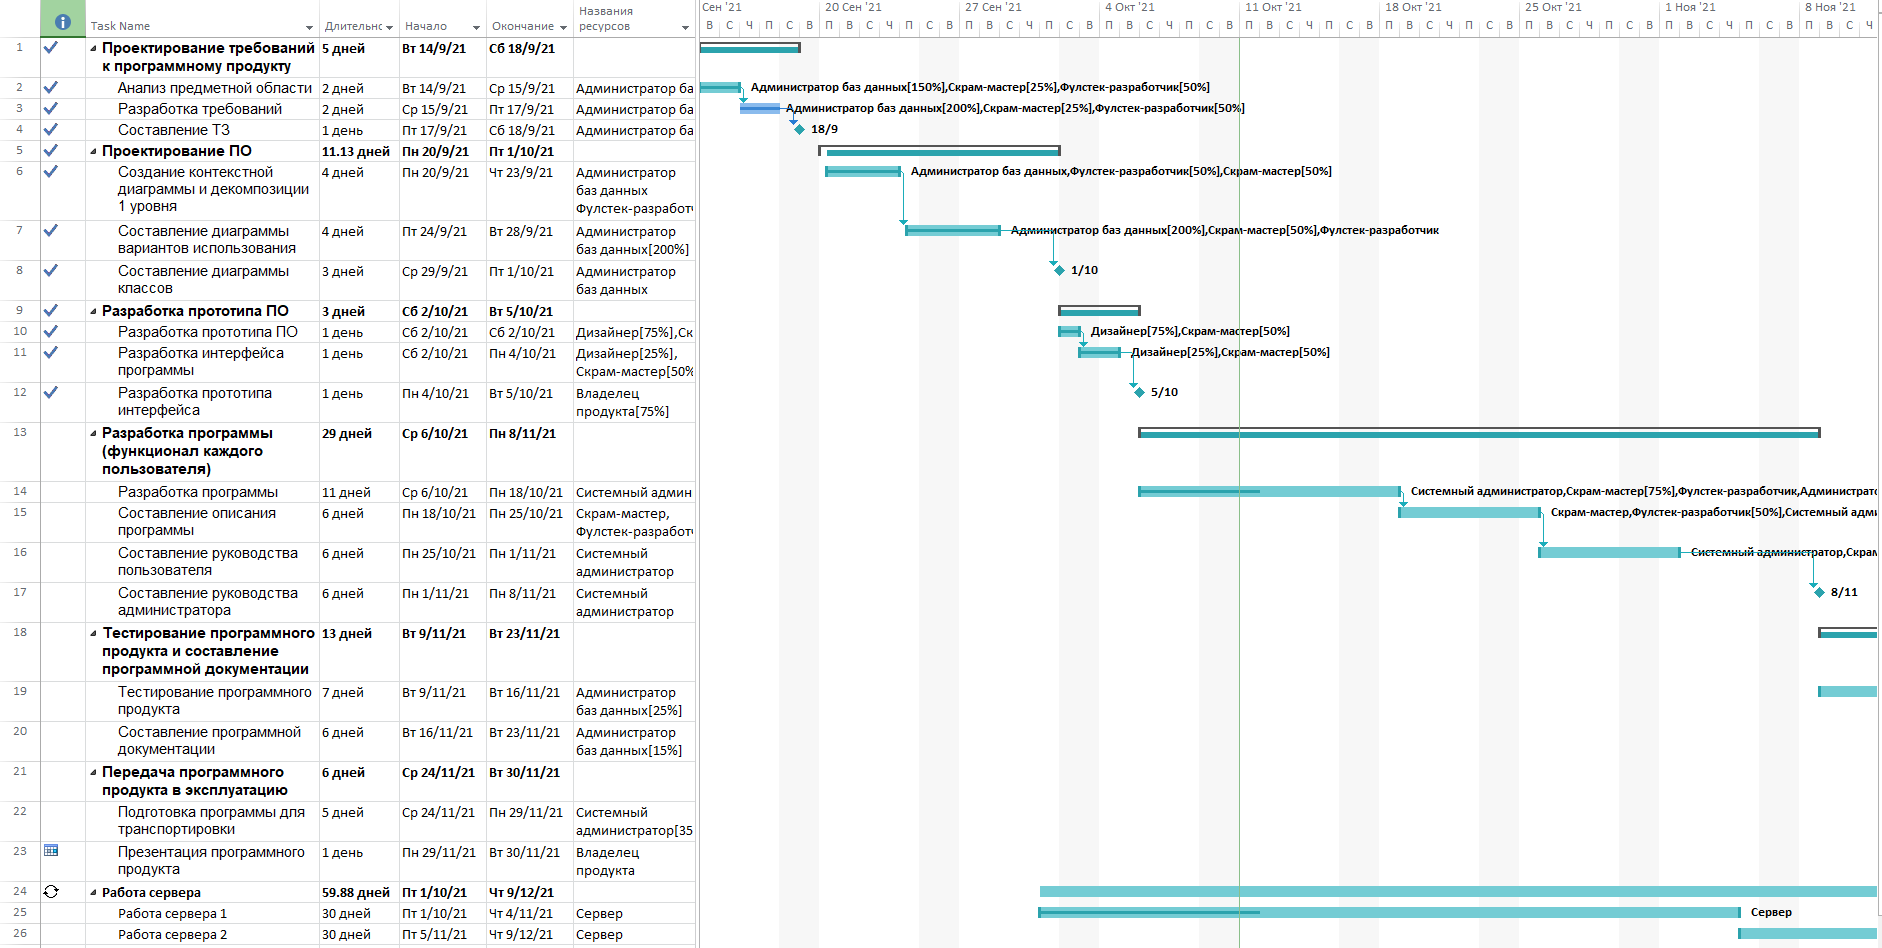 Сен '21 20 Сен '21 27 Сен '21 4 Окт '21 11 Окт '21 18 Окт '21 25 Окт '21 1 Ноя '21 8 Ноя '21
Task Name Длительнс Начало Окончание Названия ресурсов
В С Ч П С В П В С Ч П С В П В С Ч П С В П В С Ч П С В П В С Ч П С В П В С Ч П С В П В С Ч П С В П В С Ч П С В П В С Ч
1 Проектирование требований 5 дней Вт 14/9/21 Сб 18/9/21
к программному продукту
2 Анализ предметной области 2 дней Вт 14/9/21 Ср 15/9/21 Администратор ба Администратор баз данных[150%],Скрам-мастер[25%],Фулстек-разработчик[50%]
3 Разработка требований 2 дней Ср 15/9/21 Пт 17/9/21 Администратор ба Администратор баз данных[200%],Скрам-мастер[25%],Фулстек-разработчик[50%]
4 Составление ТЗ 1 день Пт 17/9/21 Сб 18/9/21 Администратор ба 18/9
5 Проектирование ПО 11.13 дней Пн 20/9/21 Пт 1/10/21
6 Создание контекстной 4 дней Пн 20/9/21 Чт 23/9/21 Администратор Администратор баз данных,Фулстек-разработчик[50%],Скрам-мастер[50%]
диаграммы и декомпозиции баз данных
1 уровня Фулстек-разработч
7 Составление диаграммы 4 дней Пт 24/9/21 Вт 28/9/21 Администратор Администратор баз данных[200%],Скрам-мастер[50%],Фулстек-разработчик
вариантов использования баз данных[200%]
8 Составление диаграммы 3 дней Ср 29/9/21 Пт 1/10/21 Администратор 1/10
классов баз данных
9 Разработка прототипа ПО 3 дней Сб 2/10/21 Вт 5/10/21
10 Разработка прототипа ПО 1 день Сб 2/10/21 Сб 2/10/21 Дизайнер[75%],Ск Дизайнер[75%],Скрам-мастер[50%]
11 Разработка интерфейса 1 день Сб 2/10/21 Пн 4/10/21 Дизайнер[25%], Дизайнер[25%],Скрам-мастер[50%]
программы Скрам-мастер[50%
12 Разработка прототипа 1 день Пн 4/10/21 Вт 5/10/21 Владелец 5/10
интерфейса продукта[75%]
13 Разработка программы 29 дней Ср 6/10/21 Пн 8/11/21
(функционал каждого
пользователя)
14 Разработка программы 11 дней Ср 6/10/21 Пн 18/10/21 Системный админ Системный администратор,Скрам-мастер[75%],Фулстек-разработчик,Администрато
15 Составление описания 6 дней Пн 18/10/21 Пн 25/10/21 Скрам-мастер, Скрам-мастер,Фулстек-разработчик[50%],Системный адми
программы Фулстек-разработч
16 Составление руководства 6 дней Пн 25/10/21 Пн 1/11/21 Системный Системный администратор,Скрам
пользователя администратор
17 Составление руководства 6 дней Пн 1/11/21 Пн 8/11/21 Системный 8/11
администратора администратор
18 Тестирование программного 13 дней Вт 9/11/21 Вт 23/11/21
продукта и составление
программной документации
19 Тестирование программного 7 дней Вт 9/11/21 Вт 16/11/21 Администратор
продукта баз данных[25%]
20 Составление программной 6 дней Вт 16/11/21 Вт 23/11/21 Администратор
документации баз данных[15%]
21 Передача программного 6 дней Ср 24/11/21 Вт 30/11/21
продукта в эксплуатацию
22 Подготовка программы для 5 дней Ср 24/11/21 Пн 29/11/21 Системный
транспортировки администратор[35
23 Презентация программного 1 день Пн 29/11/21 Вт 30/11/21 Владелец
продукта продукта
24 Работа сервера 59.88 дней Пт 1/10/21 Чт 9/12/21
25 Работа сервера 1 30 дней Пт 1/10/21 Чт 4/11/21 Сервер Сервер
26 Работа сервера 2 30 дней Пт 5/11/21 Чт 9/12/21 Сервер